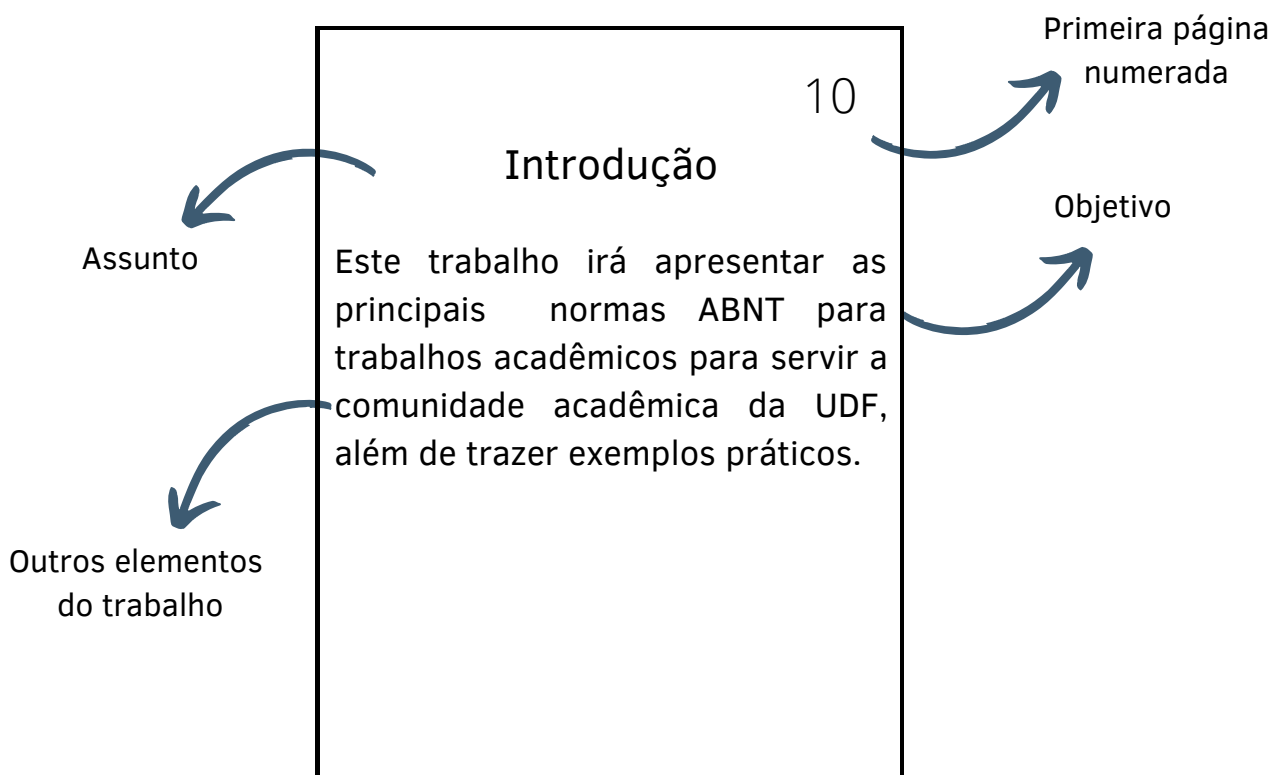 Primeira página
numerada
10
Introdução
Objetivo
Assunto
Este trabalho irá apresentar as
principais normas ABNT para
trabalhos acadêmicos para servir a
comunidade acadêmica da UDF,
além de trazer exemplos práticos.
Outros elementos
do trabalho